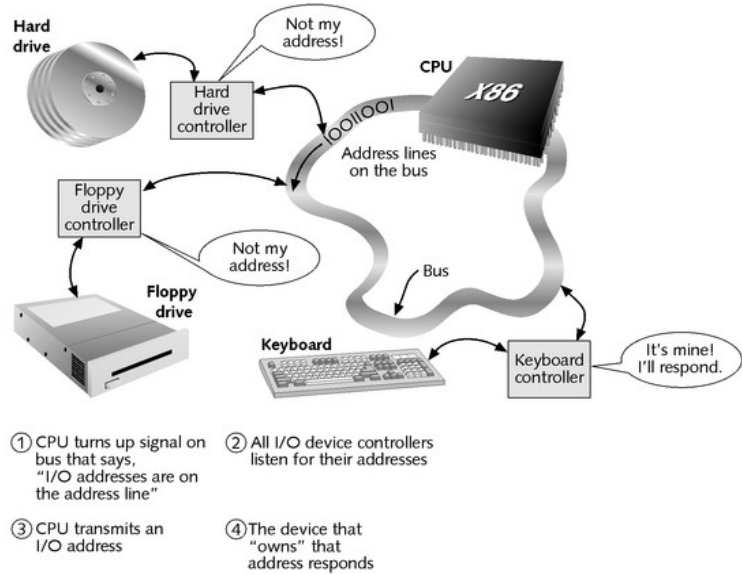 Hard
drive
Not my
address!
Hard
drive
controller
CPU
X86
10011001
Address lines
on the bus
Floppy
drive
controller
Not my
address!
Bus
Floppy
drive
Keyboard
Keyboard
controller
It's mine!
I'll respond.
① CPU turns up signal on
bus that says,
“I/O addresses are on
the address line”
② All I/O device controllers
listen for their addresses
③ CPU transmits an
I/O address
④ The device that
“owns” that
address responds